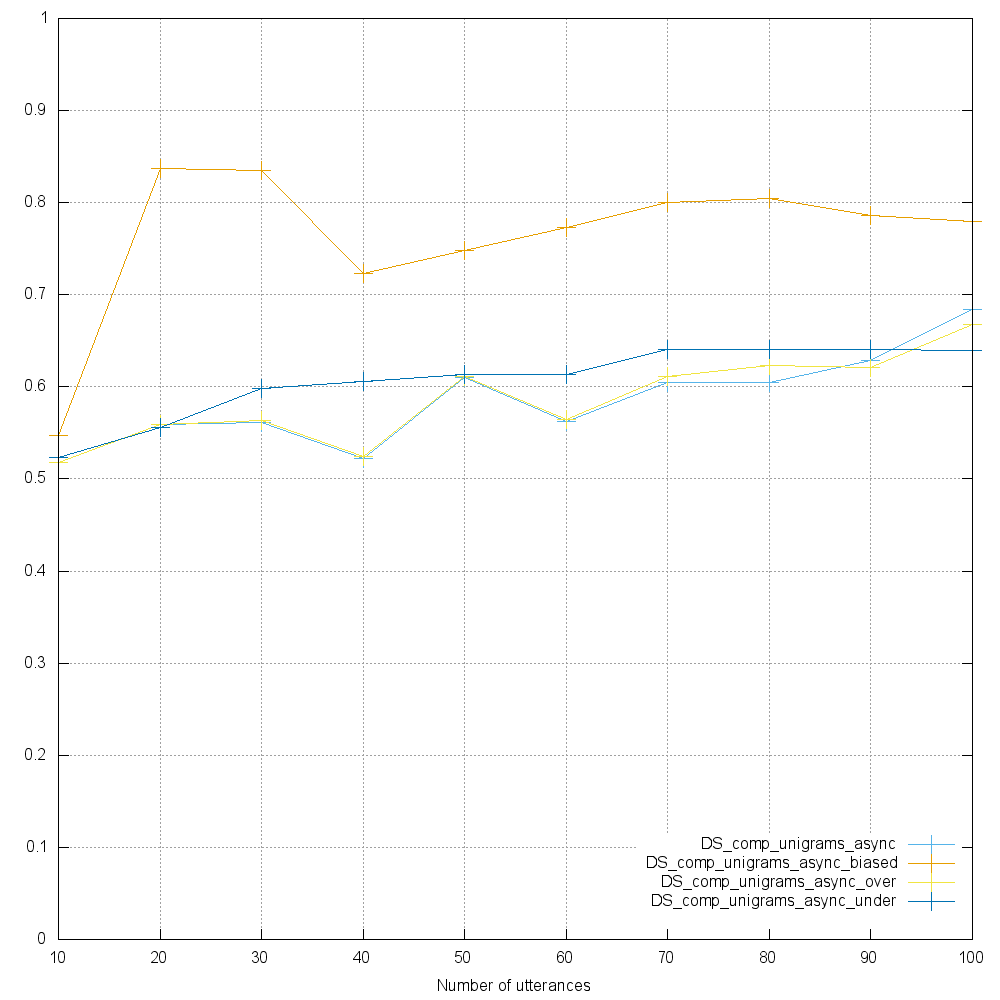 1
0.9
0.8
0.7
0.6
0.5
0.4
0.3
0.2
0.1
0
DS_comp_unigrams_async
DS_comp_unigrams_async_biased
DS_comp_unigrams_async_over
DS_comp_unigrams_async_under
10 20 30 40 50 60 70 80 90 100
Number of utterances